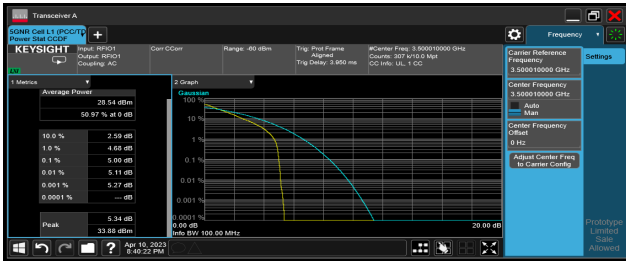 Transceiver A
5GNR Cell L1 (PCC/TP
Power Stat CCDF
Frequency
KEYSIGHT
Input: RFIO1
Output: RFIO1
Coupling: AC
Corr CCorr
Range: -60 dBm
Trig: Prot Frame
Aligned
Trig Delay: 3.950 ms
#Center Freq: 3.500010000 GHz
Counts: 307 k/10.0 Mpt
CC Info: UL, 1 CC
Carrier Reference
Frequency
3.500010000 GHz
Settings
1 Metrics
2 Graph
Average Power
28.54 dBm
50.97 % at 0 dB
10.0 % 2.59 dB
1.0 % 4.68 dB
0.1 % 5.00 dB
0.01 % 5.11 dB
0.001 % 5.27 dB
0.0001 % --- dB
Peak 5.34 dB
33.88 dBm
Gaussian
100 %
10 %
1 %
0.1 %
0.01 %
0.001 %
0.0001 %
0.00 dB
20.00 dB
Info BW 100.00 MHz
Center Frequency
3.500010000 GHz
Auto
Man
Center Frequency
Offset
0 Hz
Adjust Center Freq
to Carrier Config
Prototype
Limited
Sale
Allowed
Apr 10, 2023
8:40:22 PM